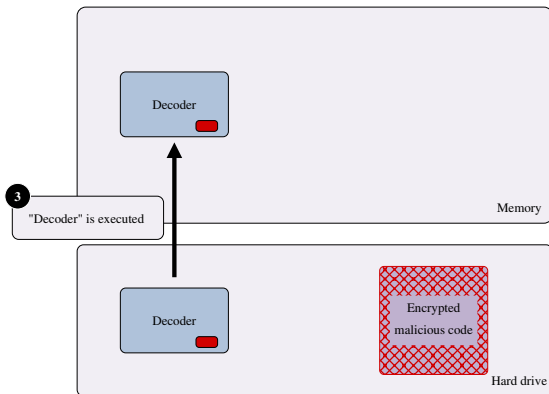 Decoder
Memory
3
"Decoder" is executed
Decoder
Encrypted
malicious code
Hard drive